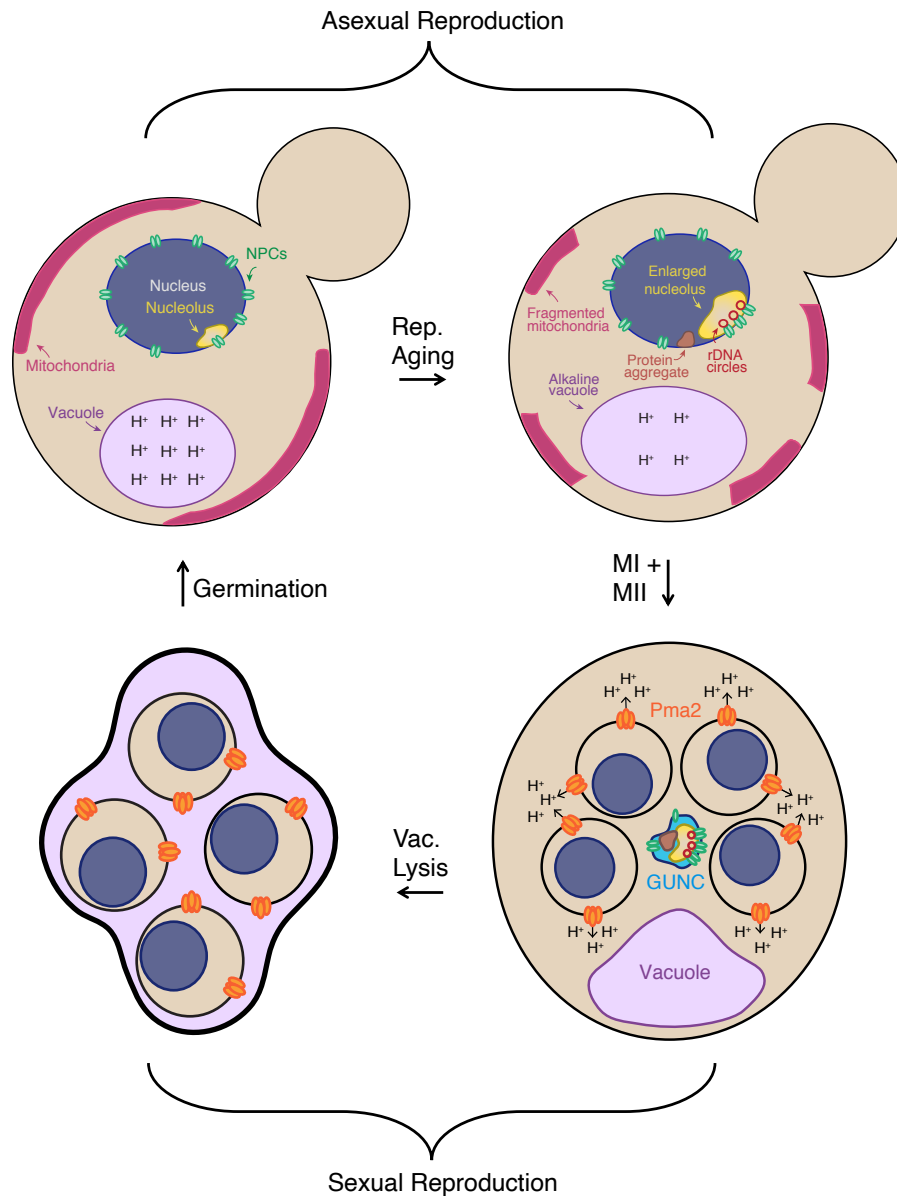 Asexual Reproduction
NPCs
Nucleus
Nucleolus
Mitochondria
Vacuole
H⁺ H⁺ H⁺
H⁺ H⁺ H⁺
H⁺ H⁺ H⁺
Rep.
Aging
Enlarged
nucleolus
Fragmented
mitochondria
Protein
aggregate
rDNA
circles
Alkaline
vacuole
H⁺ H⁺
H⁺ H⁺
Germination
MI +
MII
H⁺
H⁺ H⁺
Pma2
H⁺
H⁺ H⁺
H⁺
H⁺
H⁺
H⁺
H⁺
H⁺
GUNC
H⁺ H⁺
H⁺
H⁺ H⁺
H⁺
Vacuole
Vac.
Lysis
Sexual Reproduction